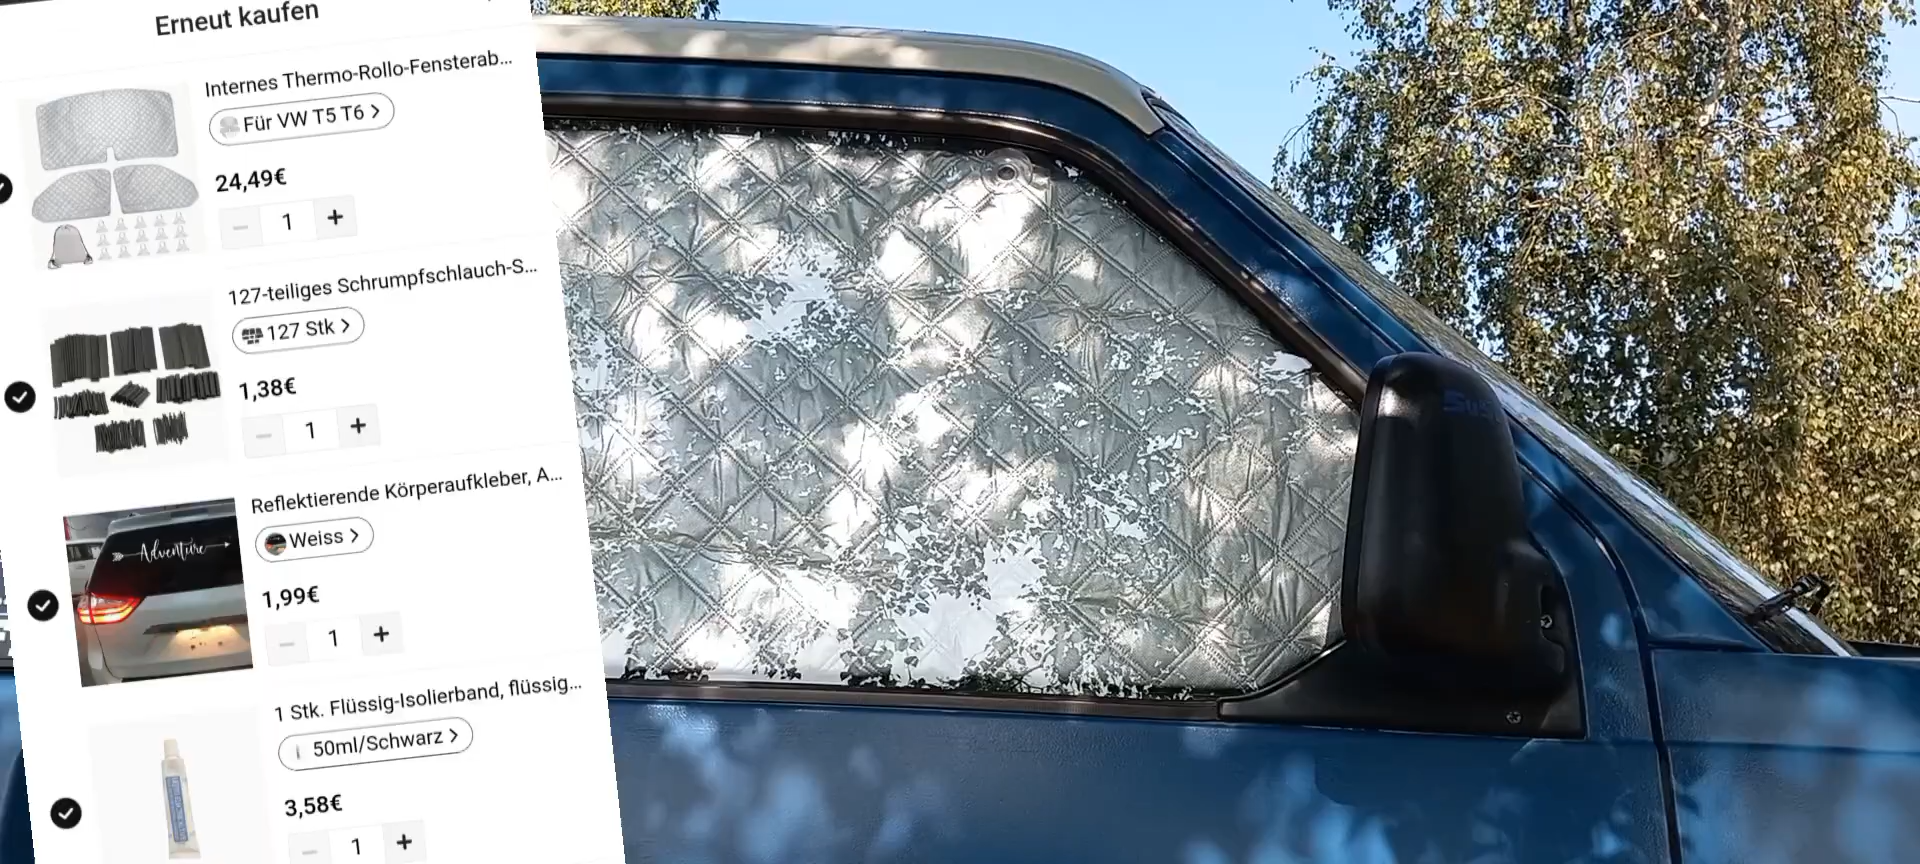 Erneut kaufen
Internes Thermo-Rollo-Fensterab...
Für VW T5 T6 >
24,49€
− 1 +
127-teiliges Schrumpfschlauch-S...
127 Stk >
1,38€
− 1 +
Adventure
Reflektierende Körperaufkleber, A...
Weiss >
1,99€
− 1 +
1 Stk. Flüssig-Isolierband, flüssig...
50ml/Schwarz >
3,58€
− 1 +